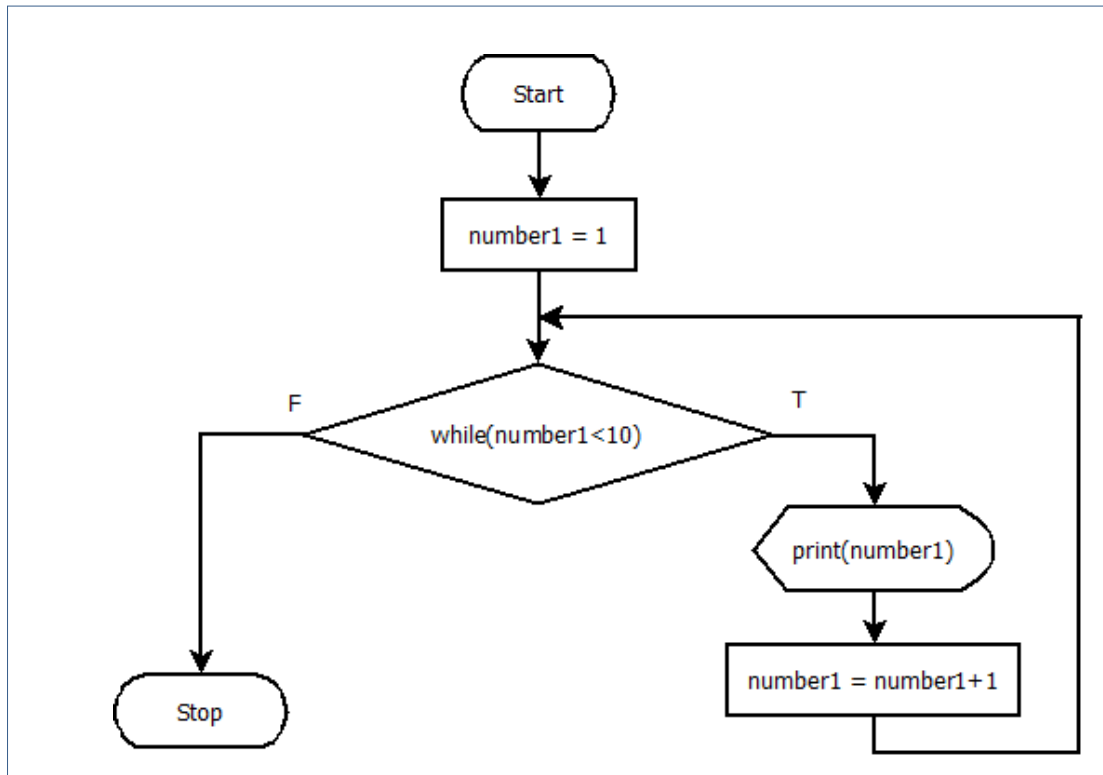 Start
number1 = 1
F
T
while(number1<10)
print(number1)
number1 = number1+1
Stop